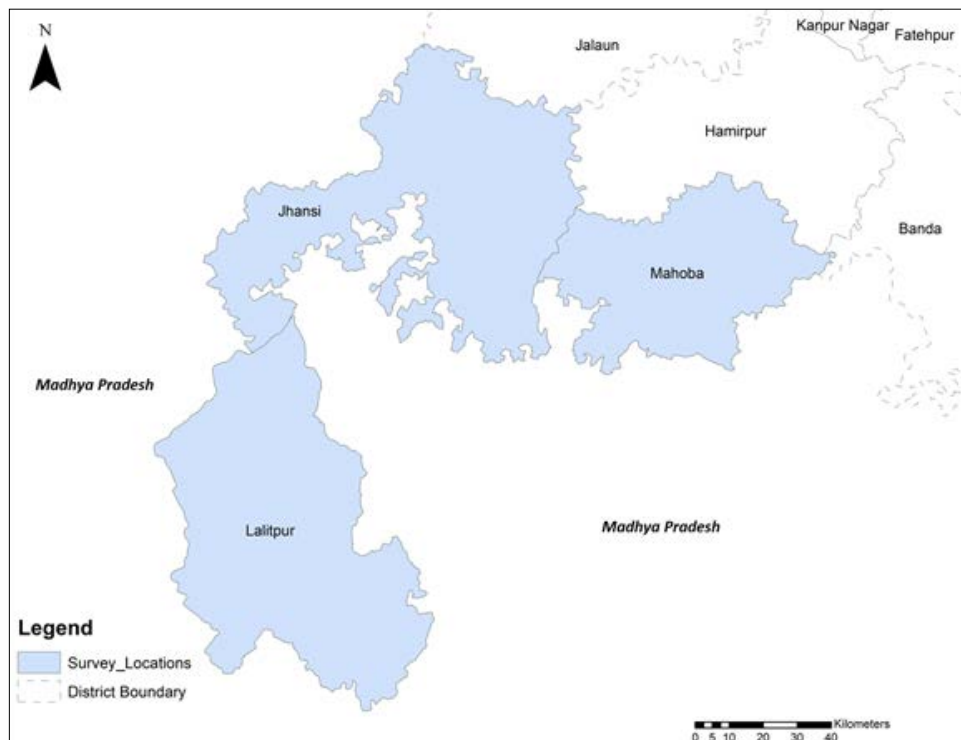 N
Kanpur Nagar
Fatehpur
Jalaun
Hamirpur
Jhansi
Banda
Mahoba
Madhya Pradesh
Lalitpur
Madhya Pradesh
Legend
Survey_Locations
District Boundary
Kilometers
0 5 10 20 30 40